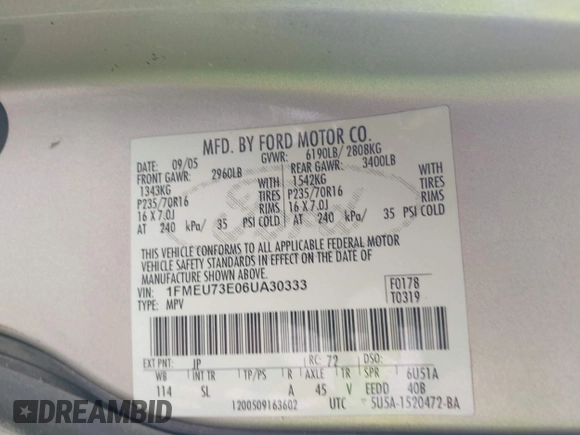 MFD. BY FORD MOTOR CO.
DATE: 09/05 GVWR: 6190LB/ 2808KG
FRONT GAWR: 2960LB REAR GAWR: 3400LB
1343KG WITH 1542KG WITH
P235/70R16 TIRES P235/70R16 TIRES
16 X 7.0J RIMS 16 X 7.0J RIMS
AT 240 kPa/ 35 PSI COLD AT 240 kPa/ 35 PSI COLD
THIS VEHICLE CONFORMS TO ALL APPLICABLE FEDERAL MOTOR
VEHICLE SAFETY STANDARDS IN EFFECT ON THE DATE OF
MANUFACTURE SHOWN ABOVE.
VIN: 1FMEU73E06UA30333 F0178
TYPE: MPV T0319
EXT PNT: JP RC: 72 DSO:
WB INT TR TP/PS R AXLE TR SPR 6U51A
114 SL A 45 V EEDD 40B
1200509163602 UTC 5U5A-1520472-BA
Ford
RIDESAFELY